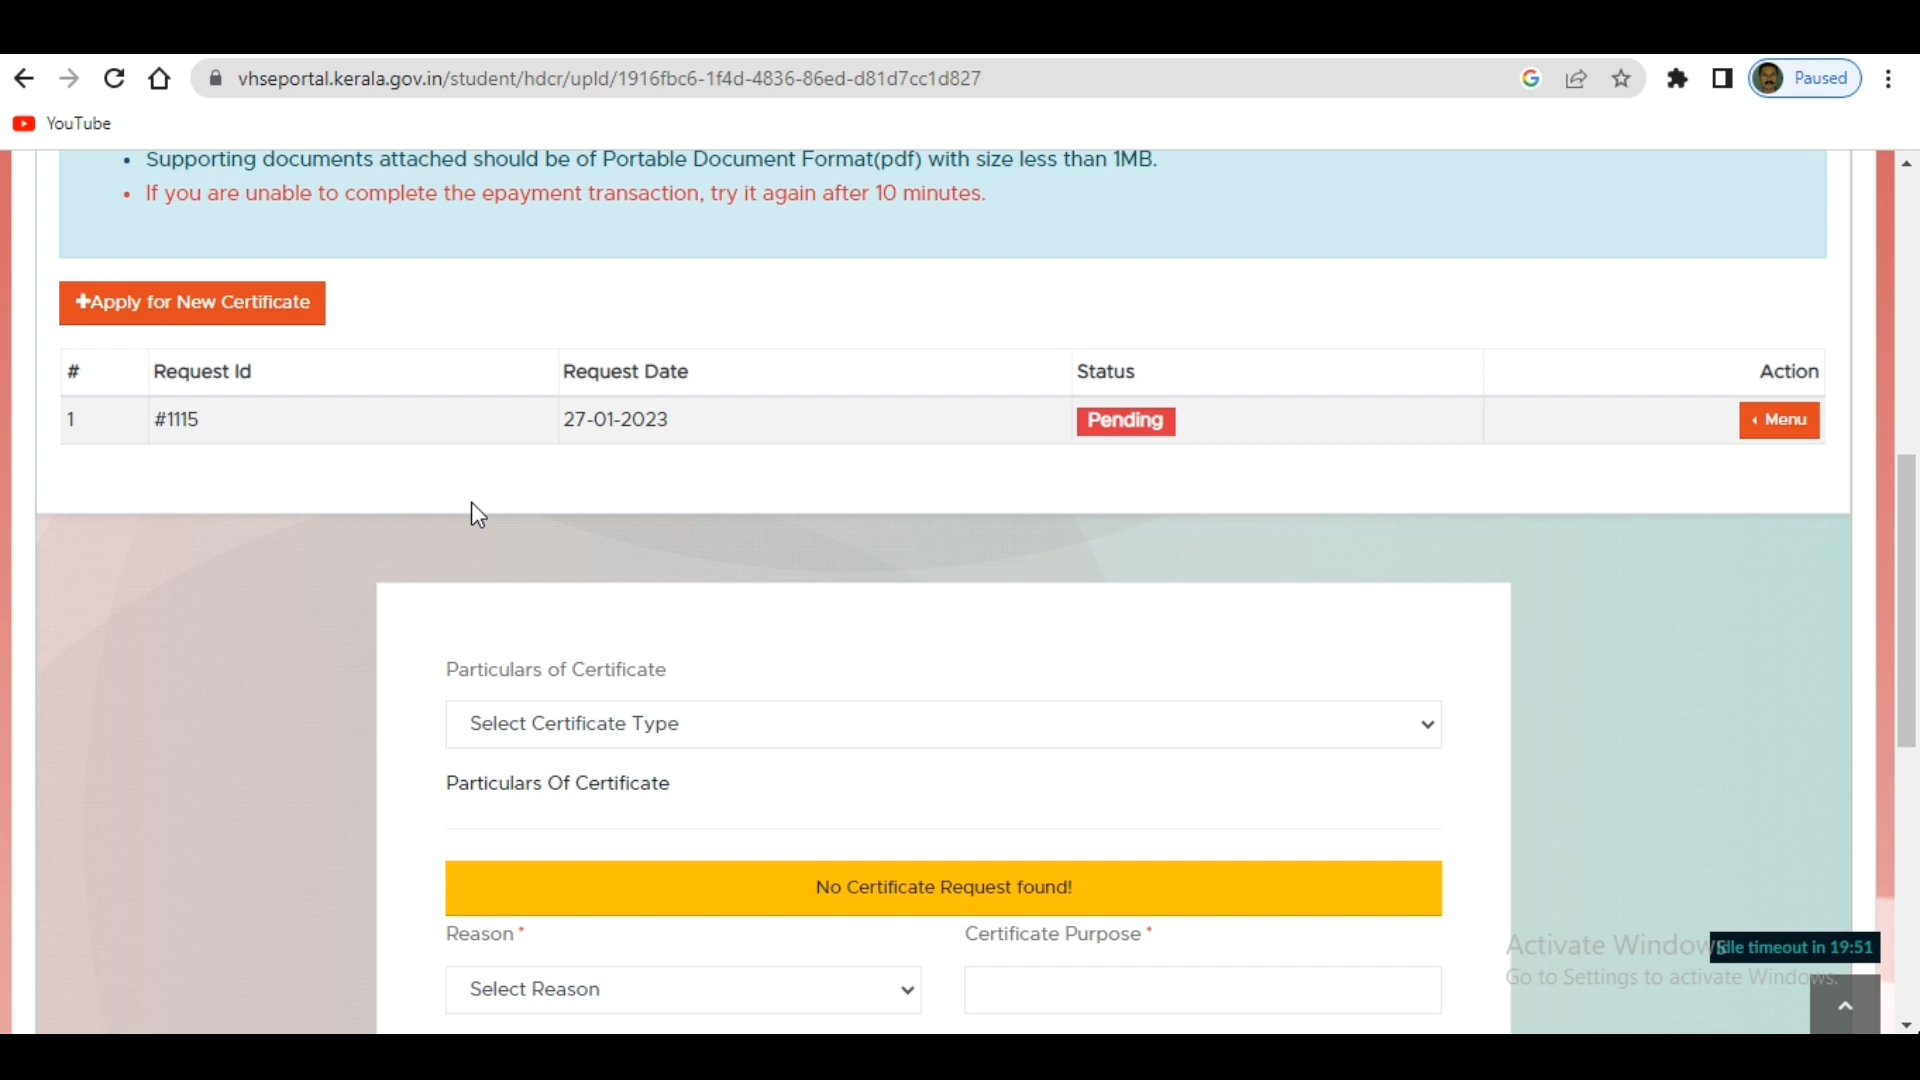 vhseportal.kerala.gov.in/student/hdcr/upld/1916fbc6-1f4d-4836-86ed-d81d7cc1d827
Paused
YouTube
• Supporting documents attached should be of Portable Document Format(pdf) with size less than 1MB.
• If you are unable to complete the epayment transaction, try it again after 10 minutes.
+Apply for New Certificate
# Request Id Request Date Status Action
1 #1115 27-01-2023 Pending Menu
Particulars of Certificate
Select Certificate Type
Particulars Of Certificate
No Certificate Request found!
Reason * Certificate Purpose *
Select Reason
Activate Windows
Idle timeout in 19:51
Go to Settings to activate Windows.